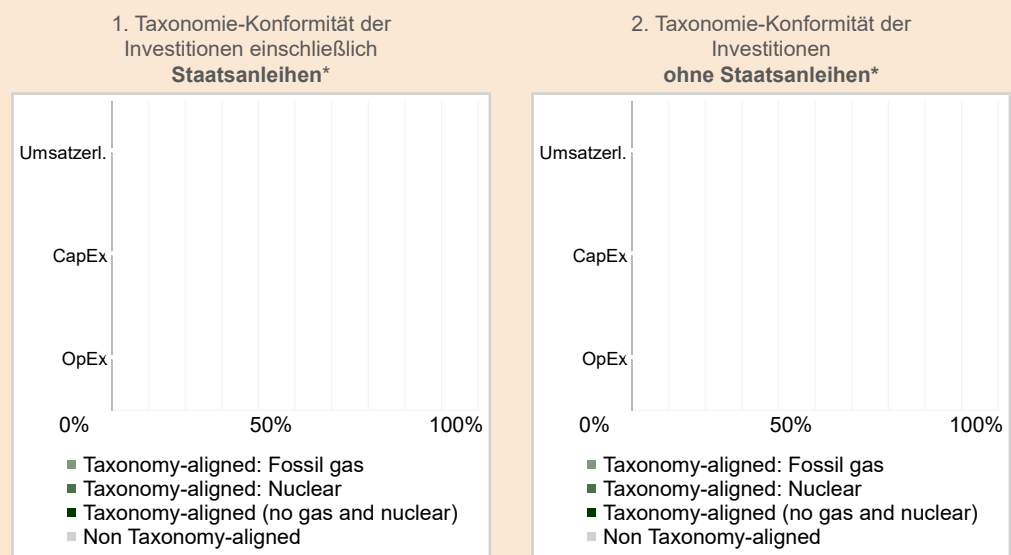 1. Taxonomie-Konformität der
Investitionen einschließlich
Staatsanleihen*
Umsatzerl.
CapEx
OpEx
0% 50% 100%
Taxonomy-aligned: Fossil gas
Taxonomy-aligned: Nuclear
Taxonomy-aligned (no gas and nuclear)
Non Taxonomy-aligned
2. Taxonomie-Konformität der
Investitionen
ohne Staatsanleihen*
Umsatzerl.
CapEx
OpEx
0% 50% 100%
Taxonomy-aligned: Fossil gas
Taxonomy-aligned: Nuclear
Taxonomy-aligned (no gas and nuclear)
Non Taxonomy-aligned